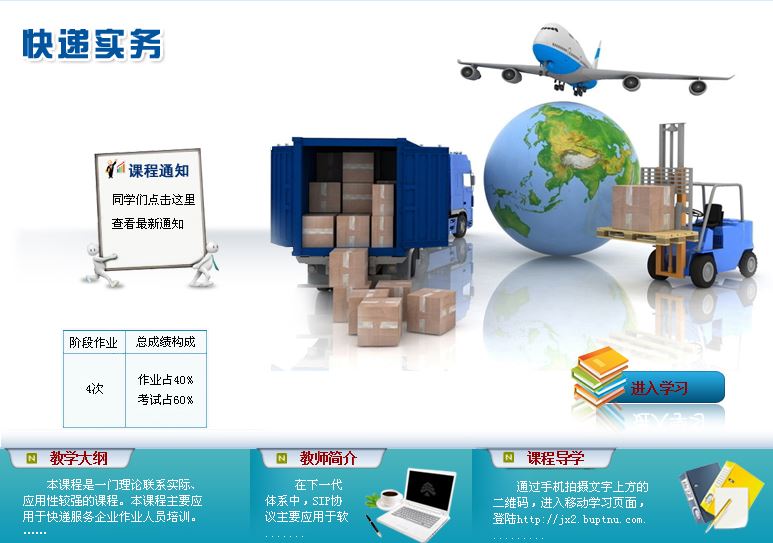 快递实务
课程通知
同学们点击这里
查看最新通知
阶段作业 总成绩构成
4次
作业占40%
考试占60%
进入学习
教学大纲
本课程是一门理论联系实际、
应用性较强的课程。本课程主要应
用于快递服务企业作业人员培训。
······
教师简介
在下一代
体系中，SIP协
议主要应用于软
.......
课程导学
通过手机拍摄文字上方的
二维码，进入移动学习页面，
登陆http://jx2.buptnu.com.
........